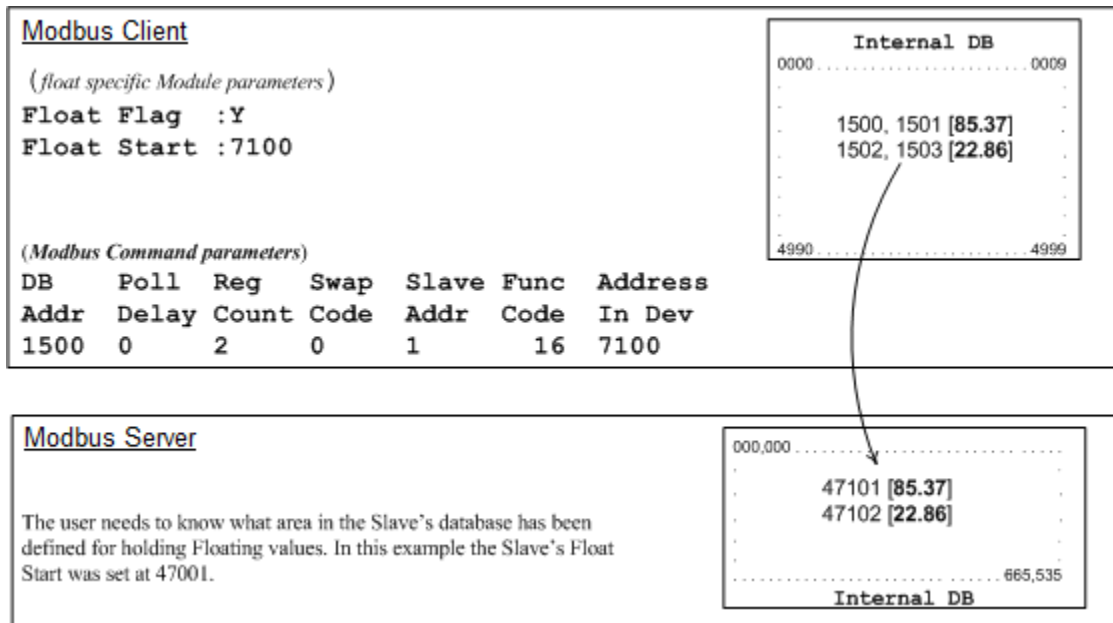 Modbus Client
(float specific Module parameters)
Float Flag :Y
Float Start :7100
(Modbus Command parameters)
DB Poll Reg Swap Slave Func Address
Addr Delay Count Code Addr Code In Dev
1500 0 2 0 1 16 7100
Internal DB
0000 0009
1500, 1501 [85.37]
1502, 1503 [22.86]
4990 4999
Modbus Server
The user needs to know what area in the Slave's database has been
defined for holding Floating values. In this example the Slave's Float
Start was set at 47001.
000,000
47101 [85.37]
47102 [22.86]
665,535
Internal DB